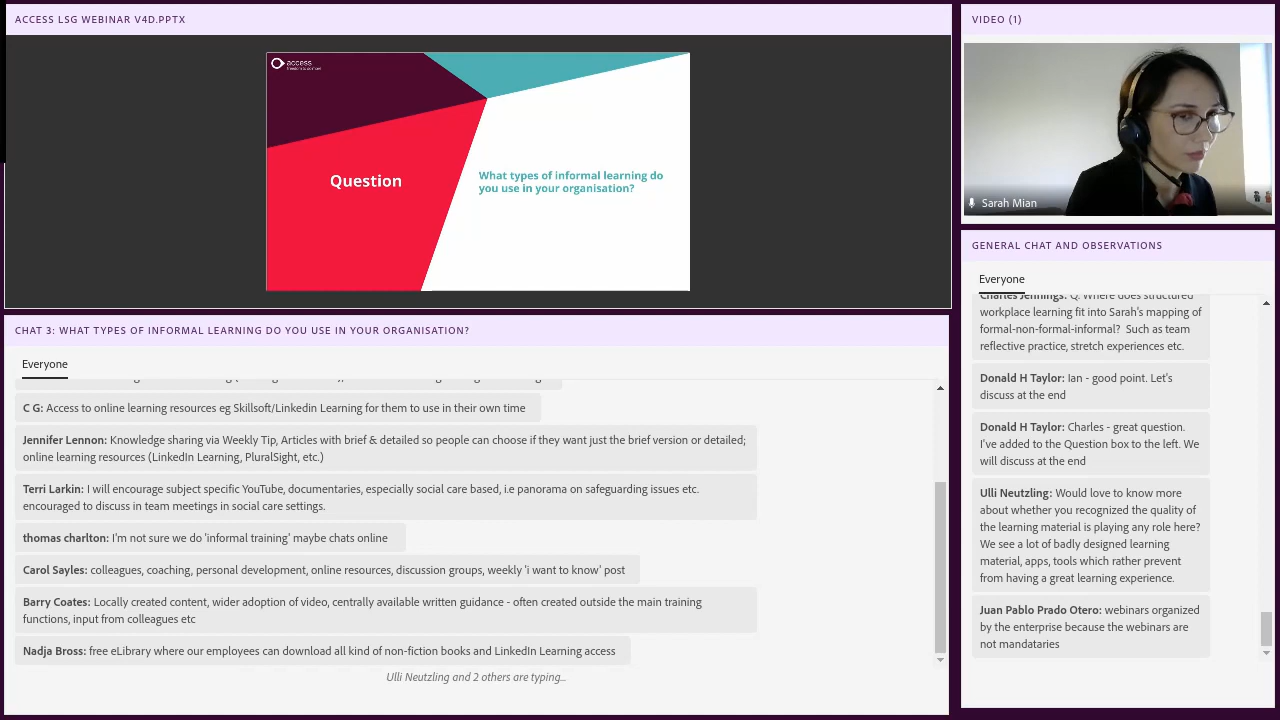 ACCESS LSG WEBINAR V4D.PPTX
access
Question
What types of informal learning do
you use in your organisation?
VIDEO (1)
Sarah Mian
CHAT 3: WHAT TYPES OF INFORMAL LEARNING DO YOU USE IN YOUR ORGANISATION?
Everyone
C G: Access to online learning resources eg Skillsoft/Linkedin Learning for them to use in their own time
Jennifer Lennon: Knowledge sharing via Weekly Tip, Articles with brief & detailed so people can choose if they want just the brief version or detailed;
online learning resources (LinkedIn Learning, PluralSight, etc.)
Terri Larkin: I will encourage subject specific YouTube, documentaries, especially social care based, i.e panorama on safeguarding issues etc.
encouraged to discuss in team meetings in social care settings.
thomas charlton: I'm not sure we do 'informal training' maybe chats online
Carol Sayles: colleagues, coaching, personal development, online resources, discussion groups, weekly 'i want to know' post
Barry Coates: Locally created content, wider adoption of video, centrally available written guidance - often created outside the main training
functions, input from colleagues etc
Nadja Bross: free eLibrary where our employees can download all kind of non-fiction books and LinkedIn Learning access
Ulli Neutzling and 2 others are typing...
GENERAL CHAT AND OBSERVATIONS
Everyone
Charles Jennings: Q: Where does structured
workplace learning fit into Sarah's mapping of
formal-non-formal-informal? Such as team
reflective practice, stretch experiences etc.
Donald H Taylor: Ian - good point. Let's
discuss at the end
Donald H Taylor: Charles - great question.
I've added to the Question box to the left. We
will discuss at the end
Ulli Neutzling: Would love to know more
about whether you recognized the quality of
the learning material is playing any role here?
We see a lot of badly designed learning
material, apps, tools which rather prevent
from having a great learning experience.
Juan Pablo Prado Otero: webinars organized
by the enterprise because the webinars are
not mandataries